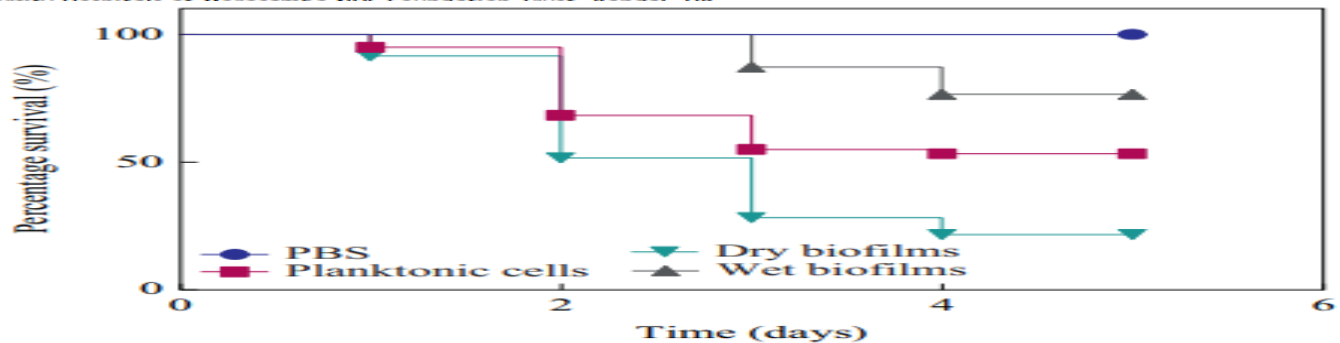 Percentage survival (%)
100
50
0
PBS
Planktonic cells
Dry biofilms
Wet biofilms
0 2 4 6
Time (days)